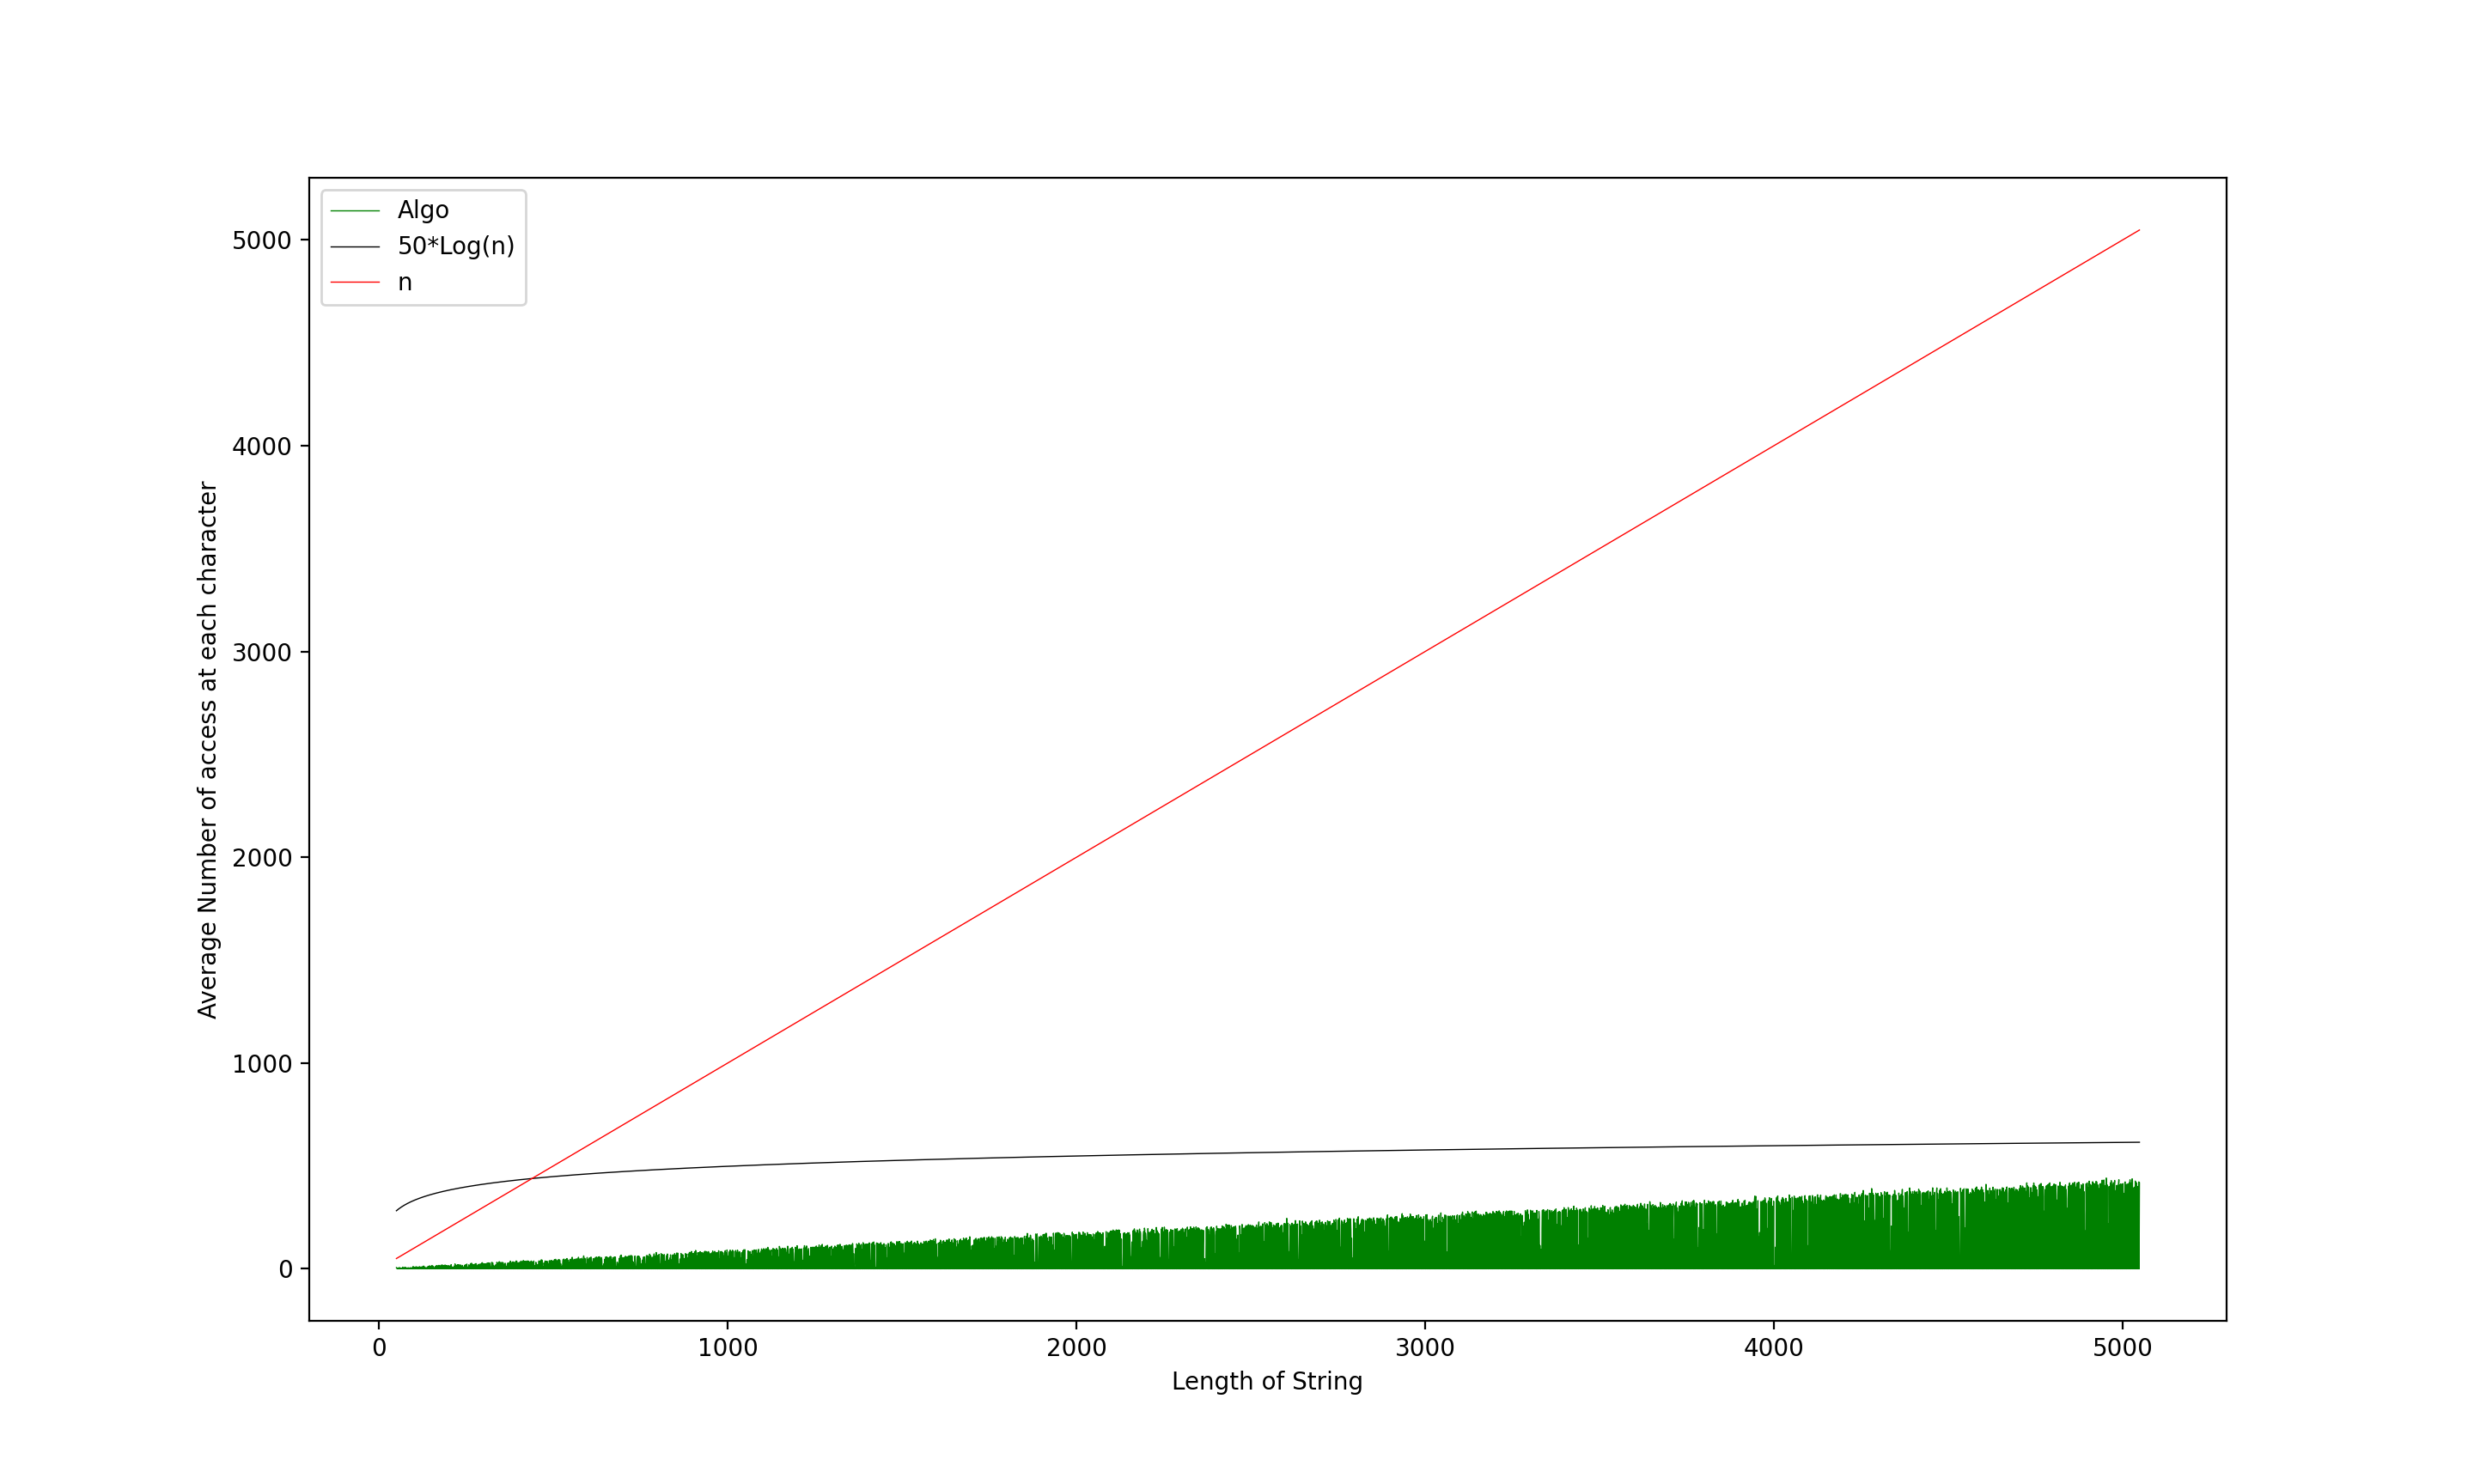 Algo
50*Log(n)
n
5000
4000
3000
2000
1000
0
Average Number of access at each character
0 1000 2000 3000 4000 5000
Length of String